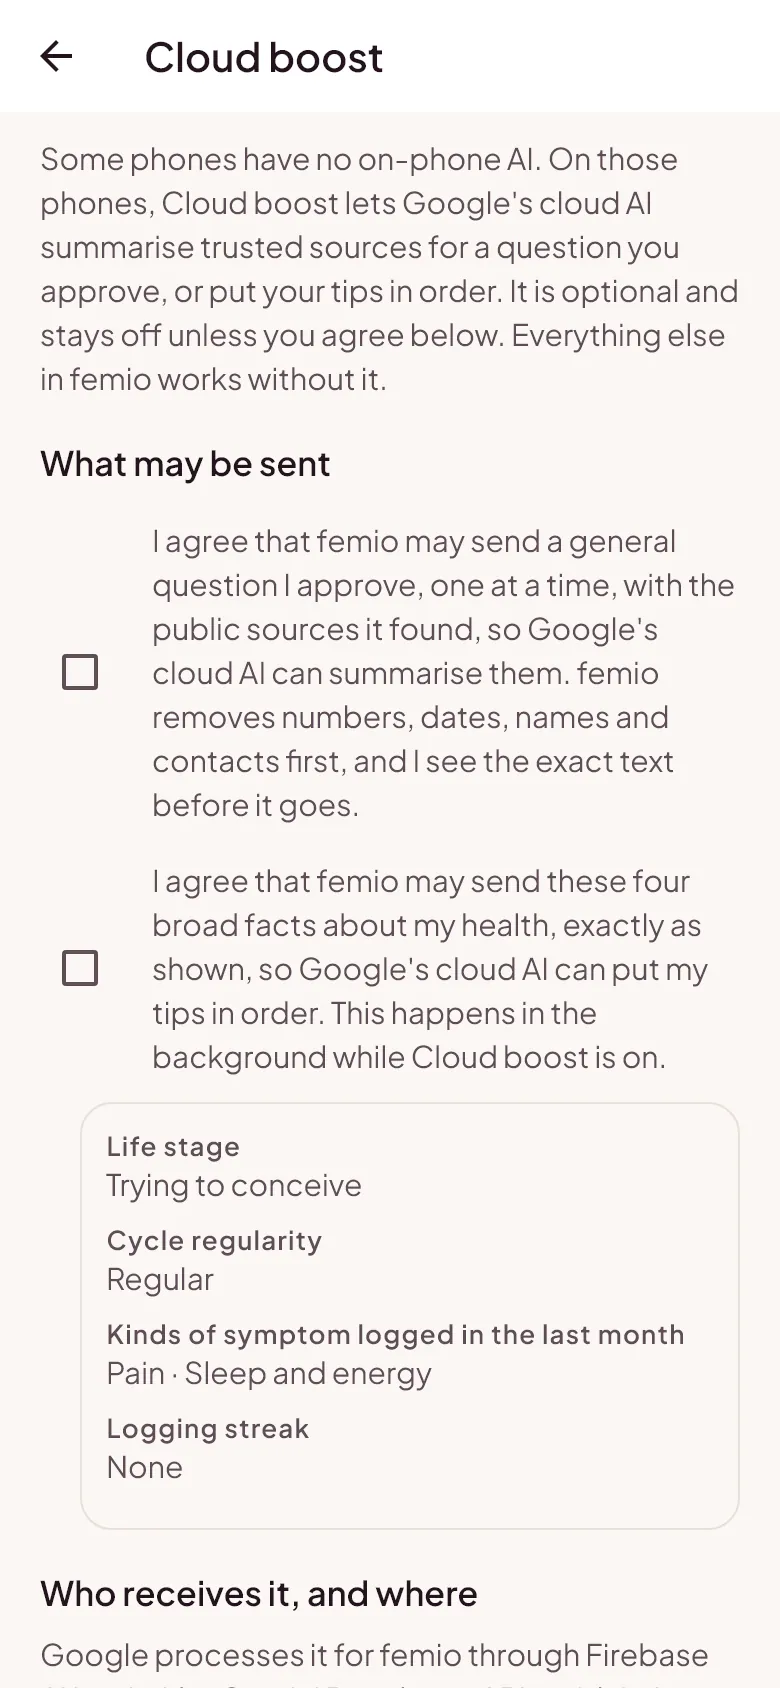 Cloud boost
Some phones have no on-phone AI. On those
phones, Cloud boost lets Google's cloud AI
summarise trusted sources for a question you
approve, or put your tips in order. It is optional and
stays off unless you agree below. Everything else
in femio works without it.
What may be sent
I agree that femio may send a general
question I approve, one at a time, with the
public sources it found, so Google's
cloud AI can summarise them. femio
removes numbers, dates, names and
contacts first, and I see the exact text
before it goes.
I agree that femio may send these four
broad facts about my health, exactly as
shown, so Google's cloud AI can put my
tips in order. This happens in the
background while Cloud boost is on.
Life stage
Trying to conceive
Cycle regularity
Regular
Kinds of symptom logged in the last month
Pain · Sleep and energy
Logging streak
None
Who receives it, and where
Google processes it for femio through Firebase